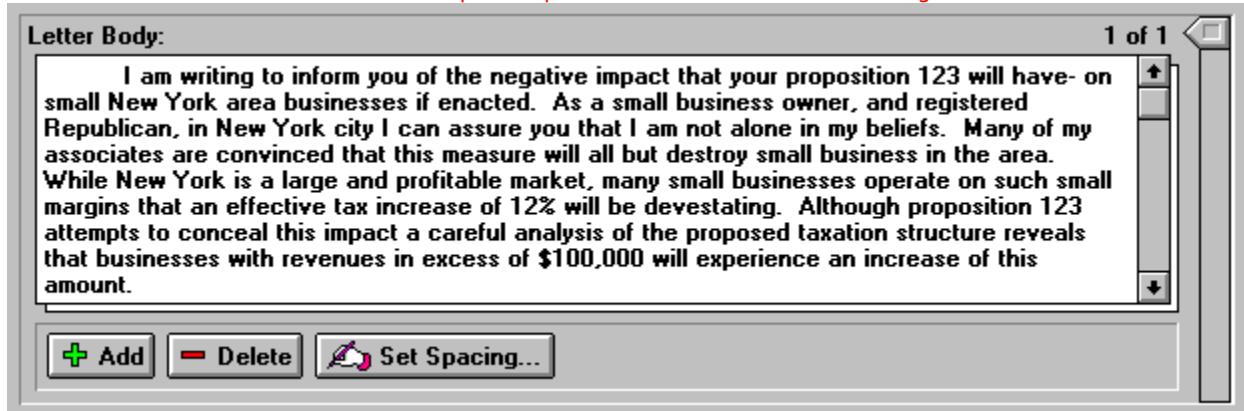 Letter Body:
1 of 1
I am writing to inform you of the negative impact that your proposition 123 will have- on
small New York area businesses if enacted.  As a small business owner, and registered
Republican, in New York city I can assure you that I am not alone in my beliefs.  Many of my
associates are convinced that this measure will all but destroy small business in the area.
While New York is a large and profitable market, many small businesses operate on such small
margins that an effective tax increase of 12% will be devestating.  Although proposition 123
attempts to conceal this impact a careful analysis of the proposed taxation structure reveals
that businesses with revenues in excess of $100,000 will experience an increase of this
amount.
Add
Delete
Set Spacing...